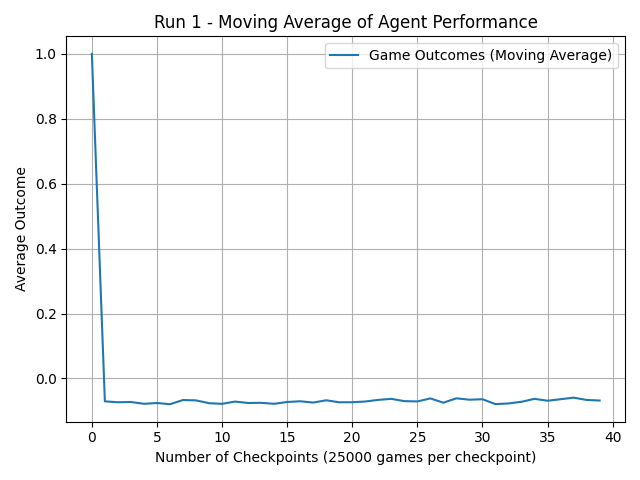 Run 1 - Moving Average of Agent Performance
Game Outcomes (Moving Average)
Average Outcome
1.0
0.8
0.6
0.4
0.2
0.0
0 5 10 15 20 25 30 35 40
Number of Checkpoints (25000 games per checkpoint)